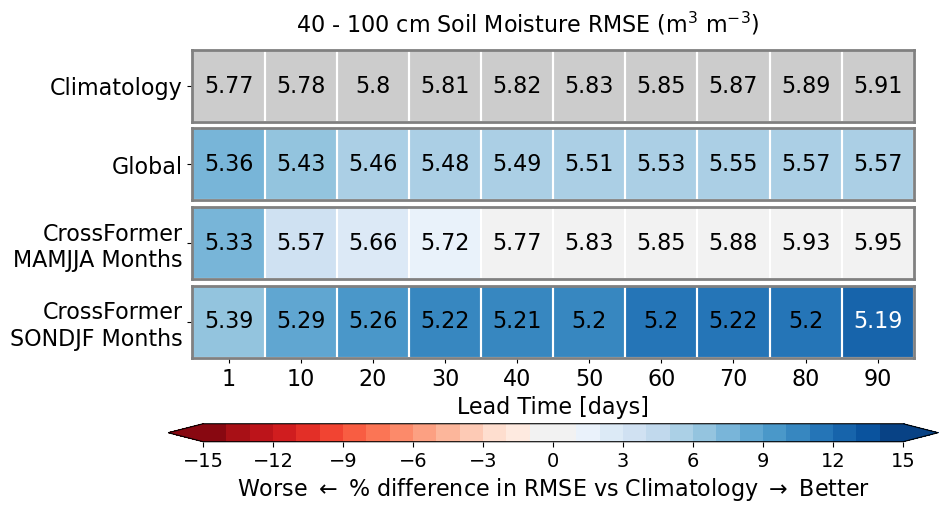 40 - 100 cm Soil Moisture RMSE (m³ m⁻³)
Climatology 5.77 5.78 5.8 5.81 5.82 5.83 5.85 5.87 5.89 5.91
Global 5.36 5.43 5.46 5.48 5.49 5.51 5.53 5.55 5.57 5.57
CrossFormer
MAMJJA Months 5.33 5.57 5.66 5.72 5.77 5.83 5.85 5.88 5.93 5.95
CrossFormer
SONDJF Months 5.39 5.29 5.26 5.22 5.21 5.2 5.2 5.22 5.2 5.19
1 10 20 30 40 50 60 70 80 90
Lead Time [days]
−15 −12 −9 −6 −3 0 3 6 9 12 15
Worse ← % difference in RMSE vs Climatology → Better